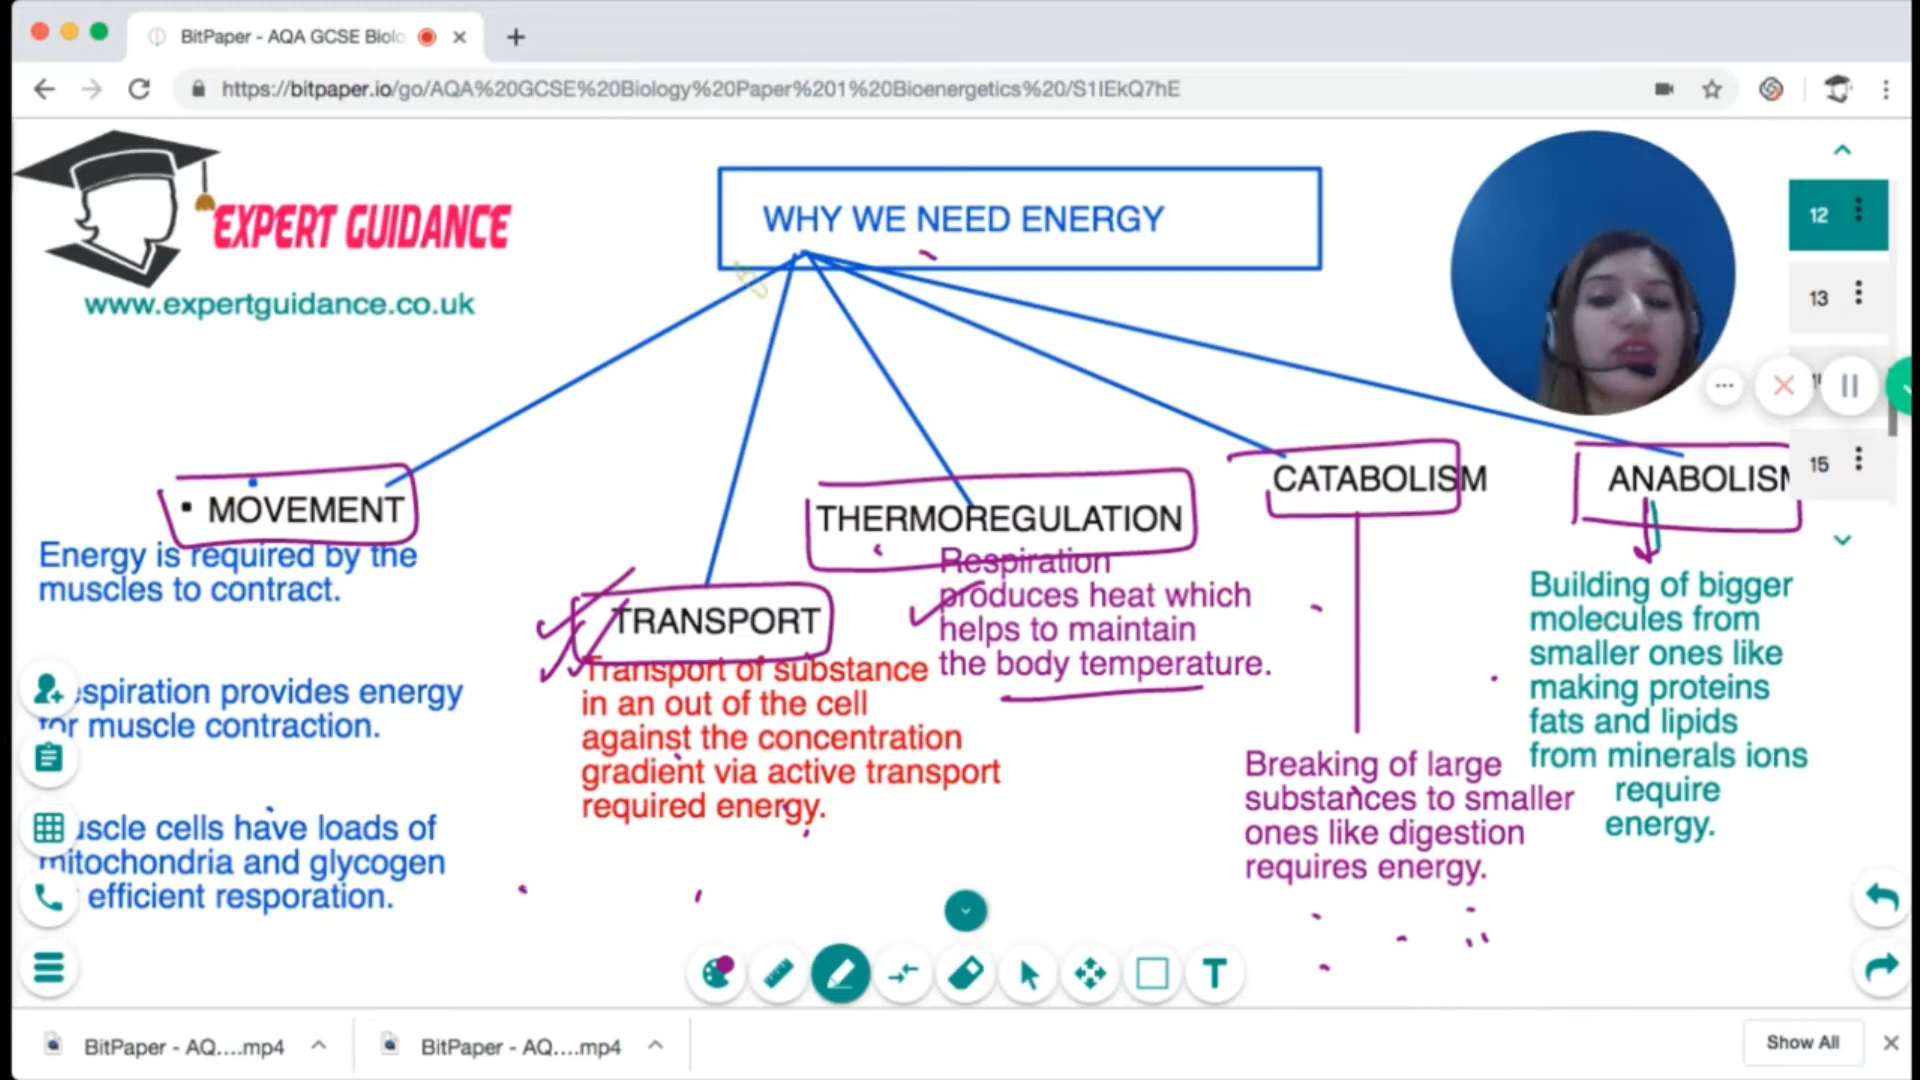 BitPaper - AQA GCSE Biolo
https://bitpaper.io/go/AQA%20GCSE%20Biology%20Paper%201%20Bioenergetics%20/S1IEkQ7hE
EXPERT GUIDANCE
www.expertguidance.co.uk
WHY WE NEED ENERGY
12
13
15
MOVEMENT
Energy is required by the
muscles to contract.
espiration provides energy
for muscle contraction.
uscle cells have loads of
mitochondria and glycogen
efficient resporation.
TRANSPORT
Transport of substance
in an out of the cell
against the concentration
gradient via active transport
required energy.
THERMOREGULATION
Respiration
produces heat which
helps to maintain
the body temperature.
CATABOLISM
Breaking of large
substances to smaller
ones like digestion
requires energy.
ANABOLISM
Building of bigger
molecules from
smaller ones like
making proteins
fats and lipids
from minerals ions
require
energy.
T
BitPaper - AQ....mp4
BitPaper - AQ....mp4
Show All